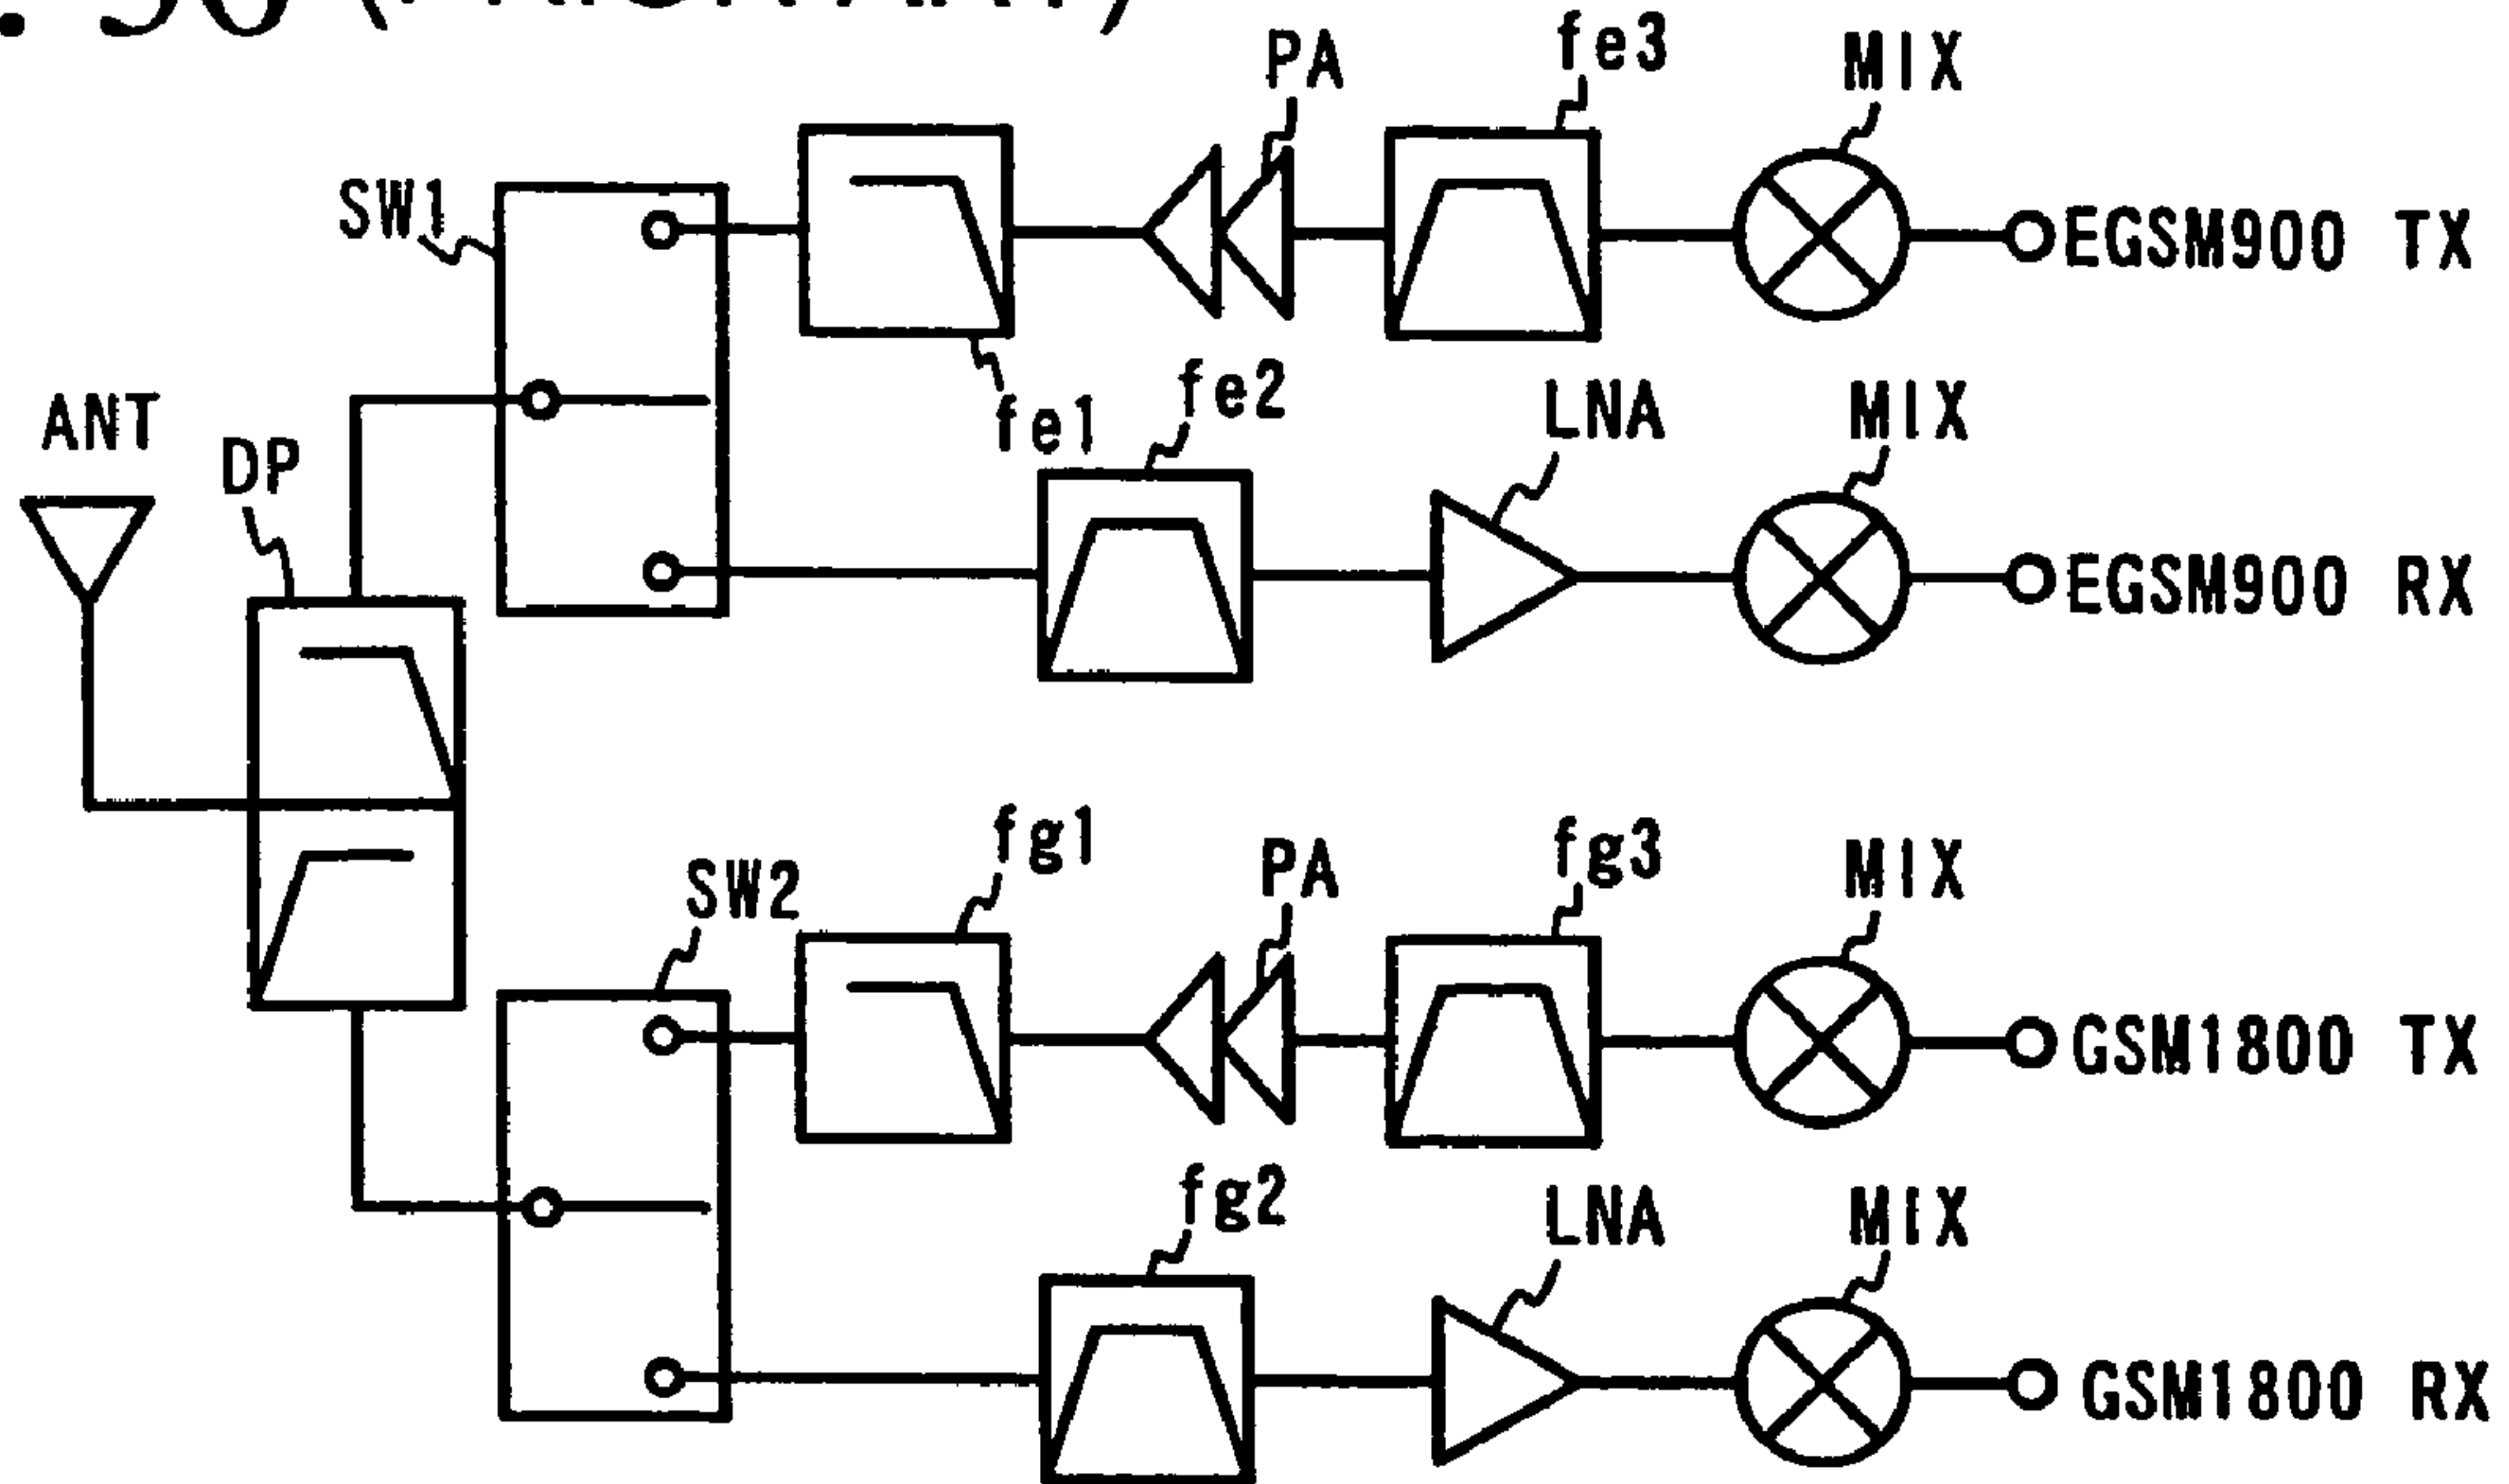 fe3
PA
MIX
SW1
EGSM900 TX
fe2
LNA
MIX
ANT
fe1
DP
EGSM900 RX
fg1
fg3
PA
MIX
SW2
GSM1800 TX
fg2
LNA
MIX
GSM1800 RX